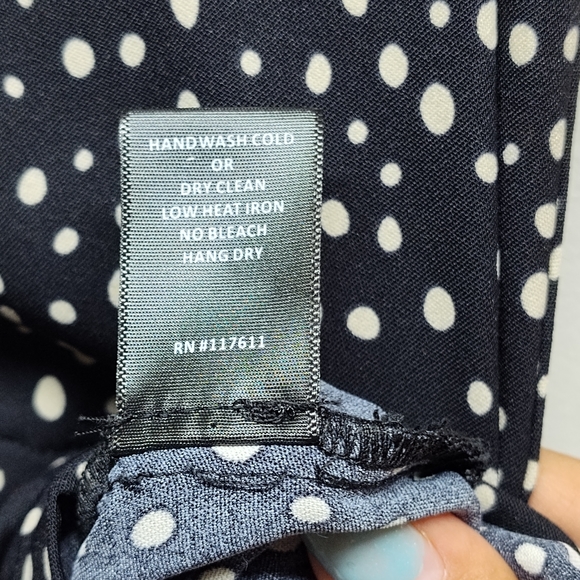 HAND WASH COLD
OR
DRY CLEAN
LOW HEAT IRON
NO BLEACH
HANG DRY
RN #117611